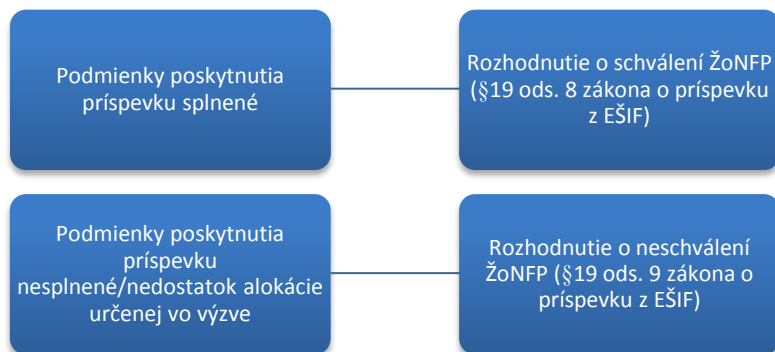 Podmienky poskytnutia
príspevku splnené
Rozhodnutie o schválení ŽoNFP
(§19 ods. 8 zákona o príspevku
z EŠIF)
Podmienky poskytnutia
príspevku
nesplnené/nedostatok alokácie
určenej vo výzve
Rozhodnutie o neschválení
ŽoNFP (§19 ods. 9 zákona o
príspevku z EŠIF)